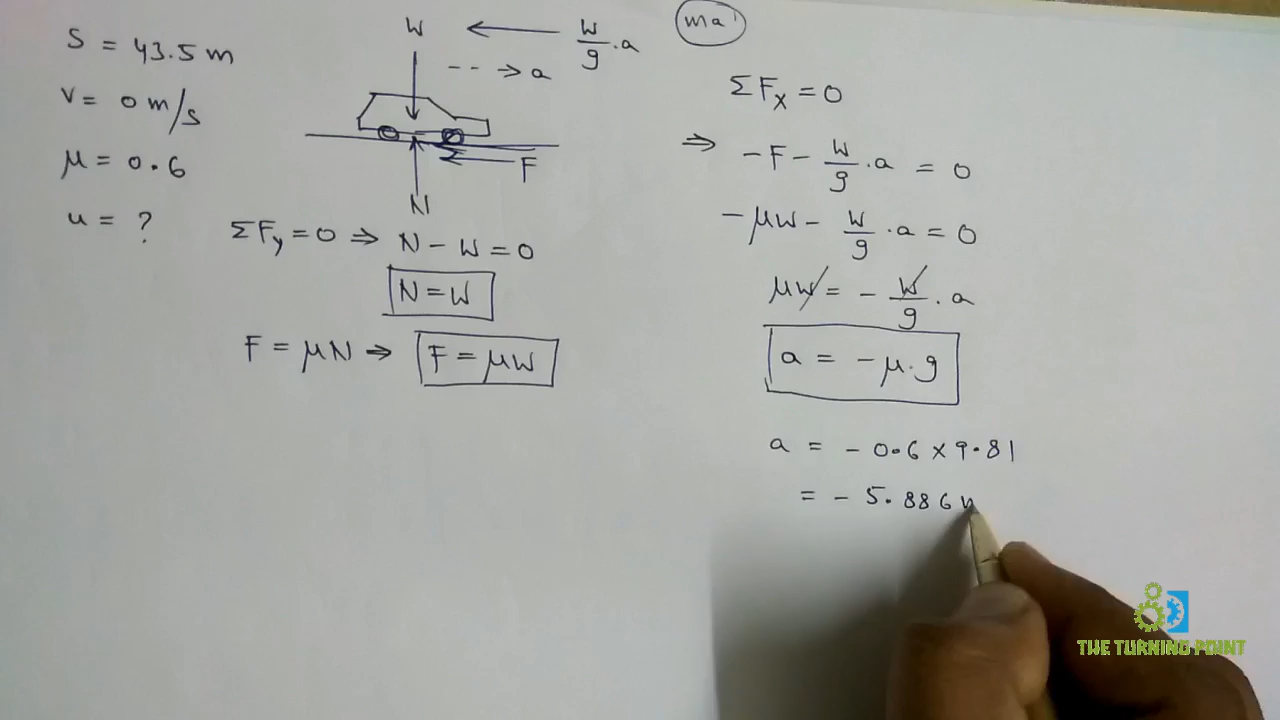 S = 43.5 m
V = 0 m/s
μ = 0.6
u = ?
W
W/g . a
ma
--→ a
F
N
ΣFy = 0 ⇒ N - W = 0
N = W
F = μN ⇒ F = μW
ΣFx = 0
⇒ -F - W/g . a = 0
-μW - W/g . a = 0
μW = - W/g . a
a = -μ.g
a = - 0.6 × 9.81
= - 5.886
THE TURNING POINT